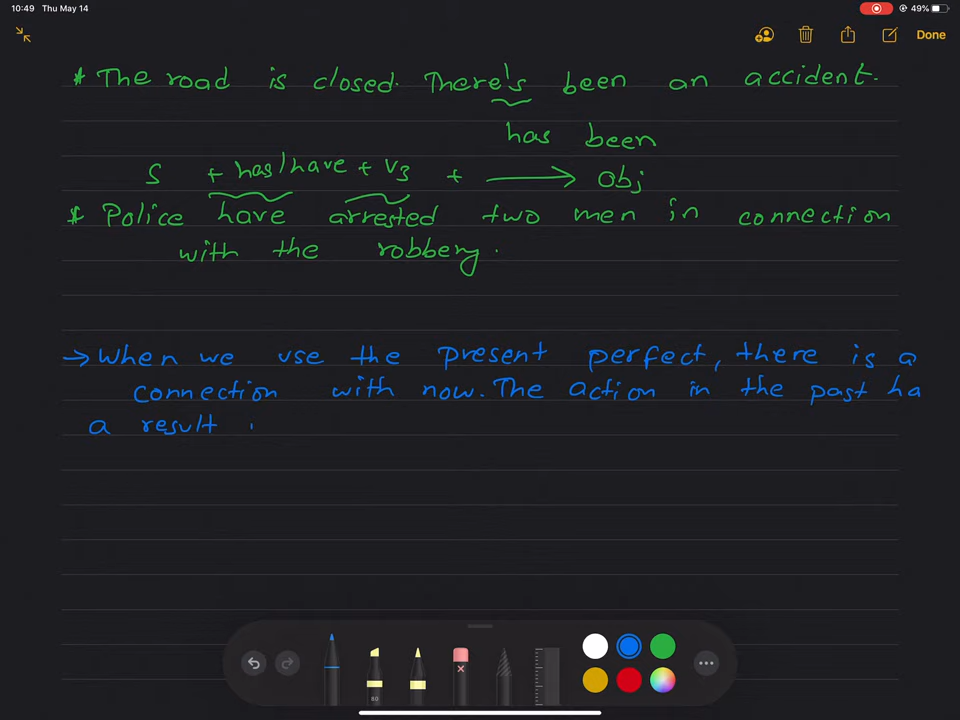 10:49 Thu May 14 49%
Done
* The road is closed. There's been an accident.
has been
S + has/have + V3 + → Obj
* Police have arrested two men in connection
with the robbery.
→ When we use the present perfect, there is a
connection with now. The action in the past ha
a result
80